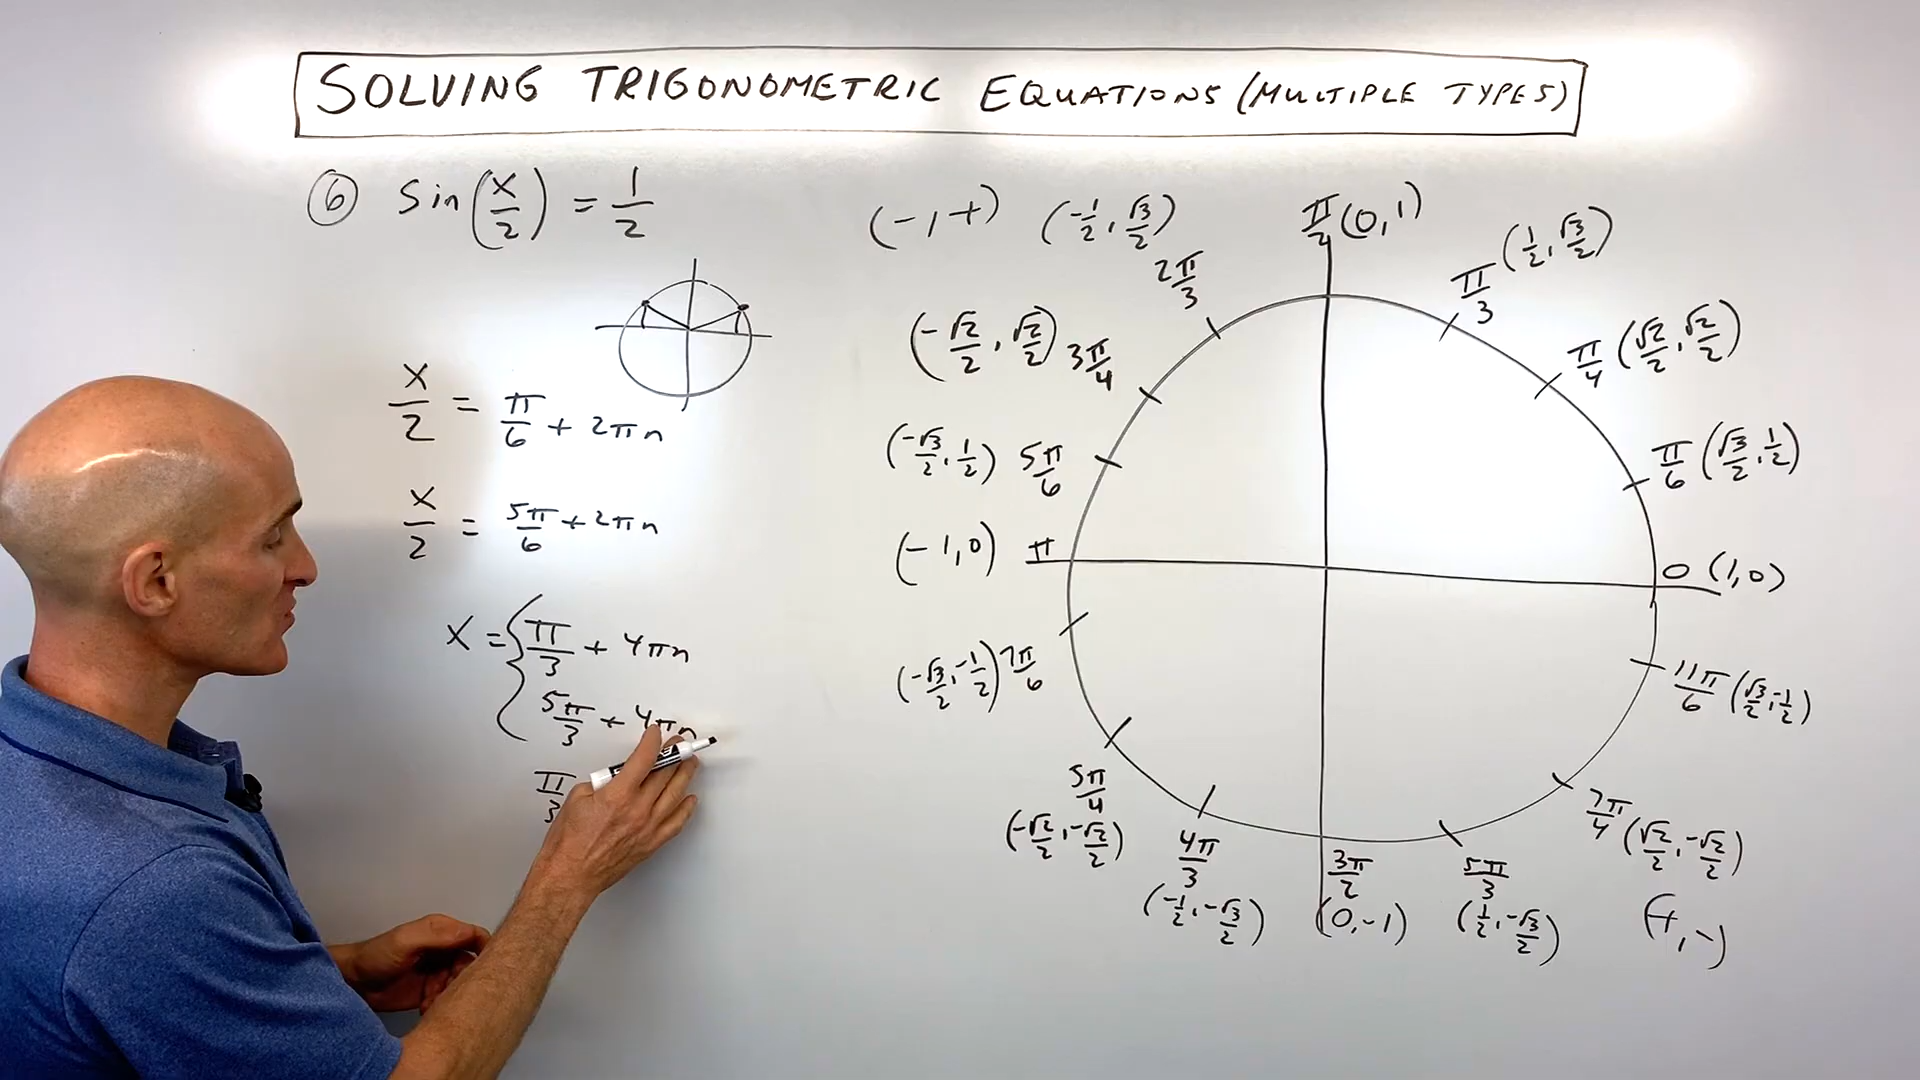 SOLVING TRIGONOMETRIC EQUATIONS (MULTIPLE TYPES)
⑥ Sin(x/2) = 1/2
x/2 = π/6 + 2πn
x/2 = 5π/6 + 2πn
x = { π/3 + 4πn
5π/3 + 4πn
π/3
(-,+)
(-1/2, √3/2)
2π/3
π/2 (0,1)
π/3 (1/2, √3/2)
(-√2/2, √2/2) 3π/4
π/4 (√2/2, √2/2)
(-√3/2, 1/2) 5π/6
π/6 (√3/2, 1/2)
(-1,0) π
0 (1,0)
(-√3/2, -1/2) 7π/6
11π/6 (√3/2, -1/2)
5π/4
(-√2/2, -√2/2)
4π/3
(-1/2, -√3/2)
3π/2
(0,-1)
5π/3
(1/2, -√3/2)
7π/4 (√2/2, -√2/2)
(+,-)